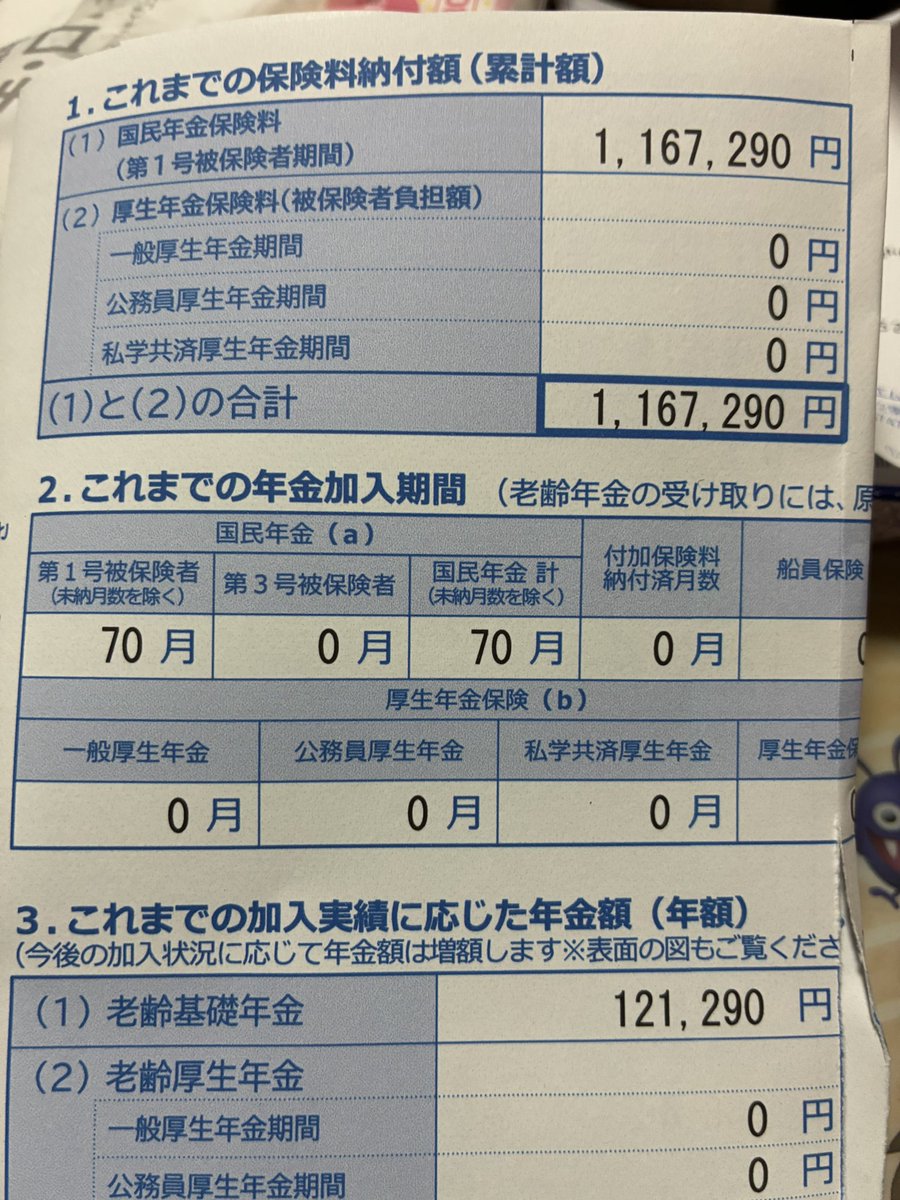 1.これまでの保険料納付額(累計額)
(1)国民年金保険料
(第1号被保険者期間)
1,167,290 円
(2)厚生年金保険料(被保険者負担額)
一般厚生年金期間
0 円
公務員厚生年金期間
0 円
私学共済厚生年金期間
0 円
(1)と(2)の合計
1,167,290 円
2.これまでの年金加入期間 (老齢年金の受け取りには、原
国民年金(a)
付加保険料
納付済月数
船員保険
第1号被保険者
(未納月数を除く)
第3号被保険者
国民年金 計
(未納月数を除く)
70 月
0 月
70 月
0 月
0
厚生年金保険(b)
一般厚生年金
公務員厚生年金
私学共済厚生年金
厚生年金保
0 月
0 月
0 月
3.これまでの加入実績に応じた年金額(年額)
(今後の加入状況に応じて年金額は増額します※表面の図もご覧くださ
(1)老齢基礎年金
121,290 円
(2)老齢厚生年金
一般厚生年金期間
0 円
公務員厚生年金期間
0 円